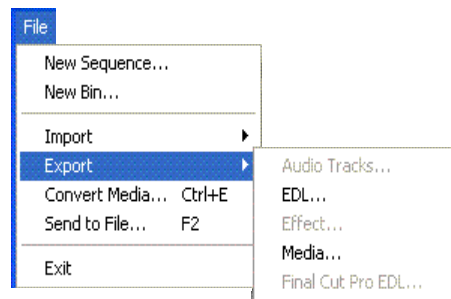 File
New Sequence...
New Bin...
Import
Export
Convert Media... Ctrl+E
Send to File... F2
Exit
Audio Tracks...
EDL...
Effect...
Media...
Final Cut Pro EDL...